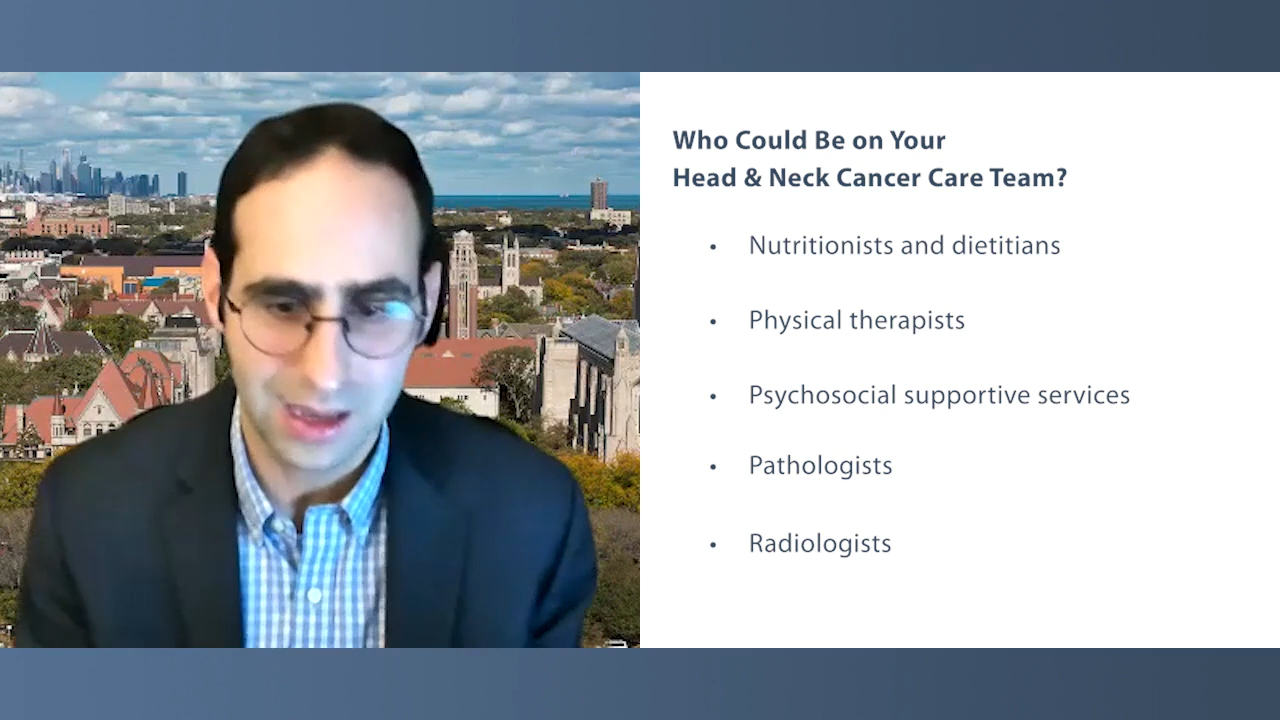 Who Could Be on Your
Head & Neck Cancer Care Team?
• Nutritionists and dietitians
• Physical therapists
• Psychosocial supportive services
• Pathologists
• Radiologists